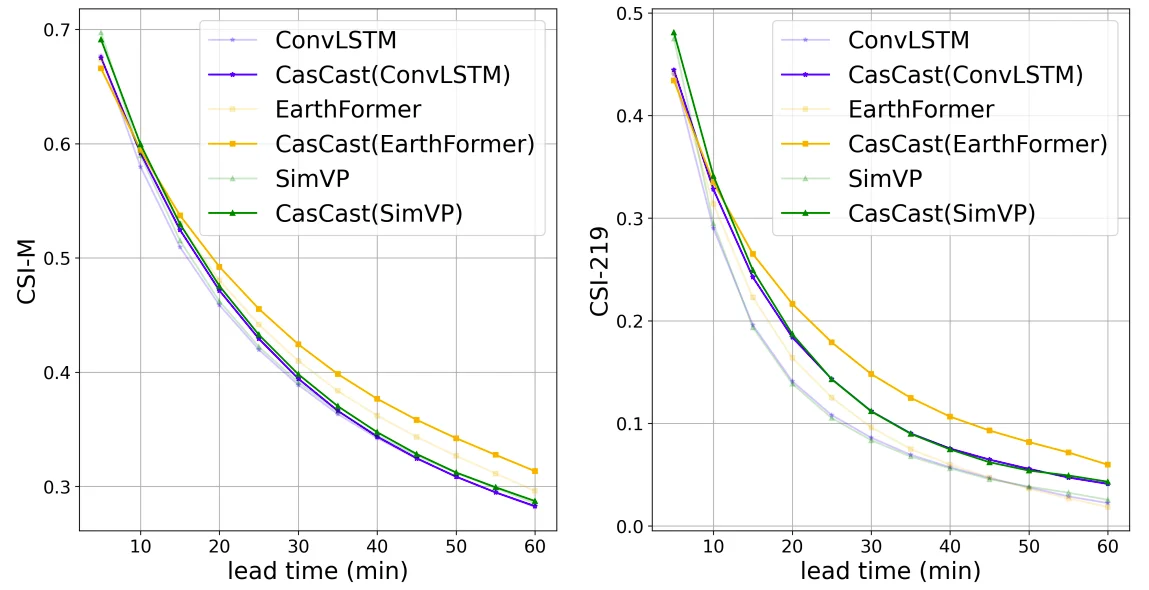 0.7
0.6
0.5
0.4
0.3
CSI-M
10 20 30 40 50 60
lead time (min)
ConvLSTM
CasCast(ConvLSTM)
EarthFormer
CasCast(EarthFormer)
SimVP
CasCast(SimVP)
0.5
0.4
0.3
0.2
0.1
0.0
CSI-219
10 20 30 40 50 60
lead time (min)
ConvLSTM
CasCast(ConvLSTM)
EarthFormer
CasCast(EarthFormer)
SimVP
CasCast(SimVP)